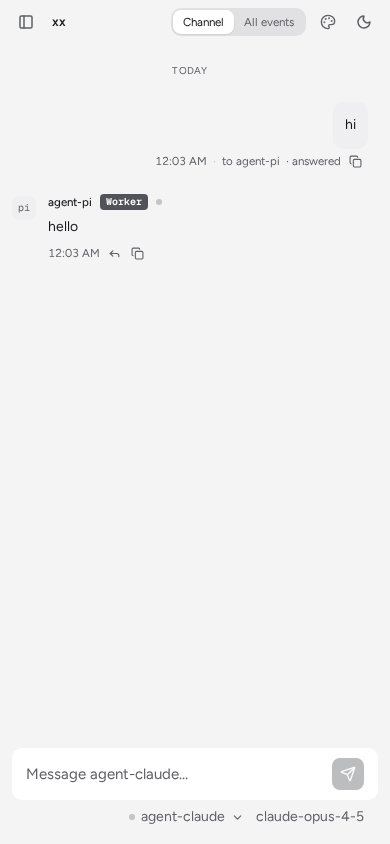 xx
Channel
All events
TODAY
hi
12:03 AM · to agent-pi · answered
pi
agent-pi Worker
hello
12:03 AM
Message agent-claude...
agent-claude claude-opus-4-5